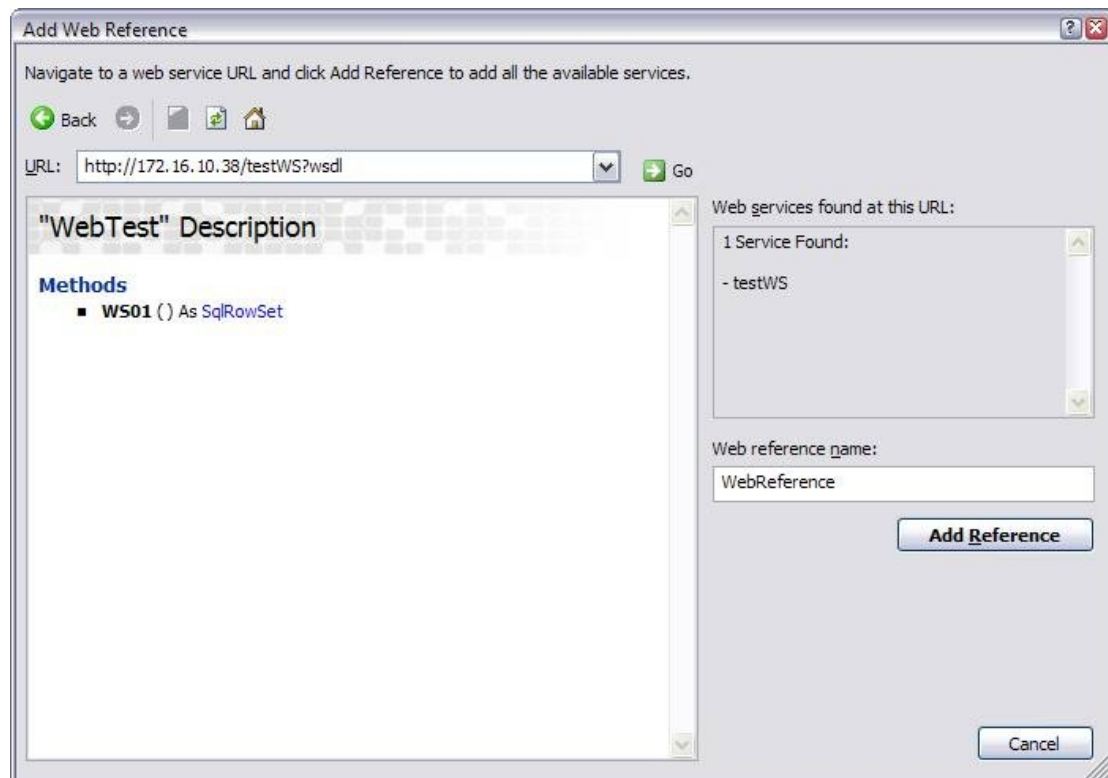 Add Web Reference
Navigate to a web service URL and click Add Reference to add all the available services.
Back
URL: http://172.16.10.38/testWS?wsdl Go
"WebTest" Description
Methods
WS01 () As SqlRowSet
Web services found at this URL:
1 Service Found:
- testWS
Web reference name:
WebReference
Add Reference
Cancel